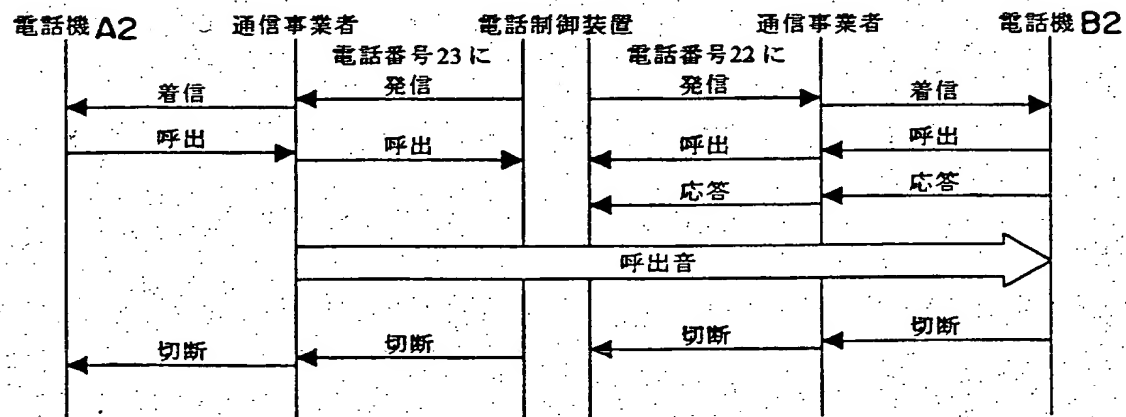 電話機A2 通信事業者 電話制御装置 通信事業者 電話機B2
電話番号23に 電話番号22に
着信 発信 発信 着信
呼出 呼出 呼出 呼出
応答 応答
呼出音
切断 切断 切断 切断